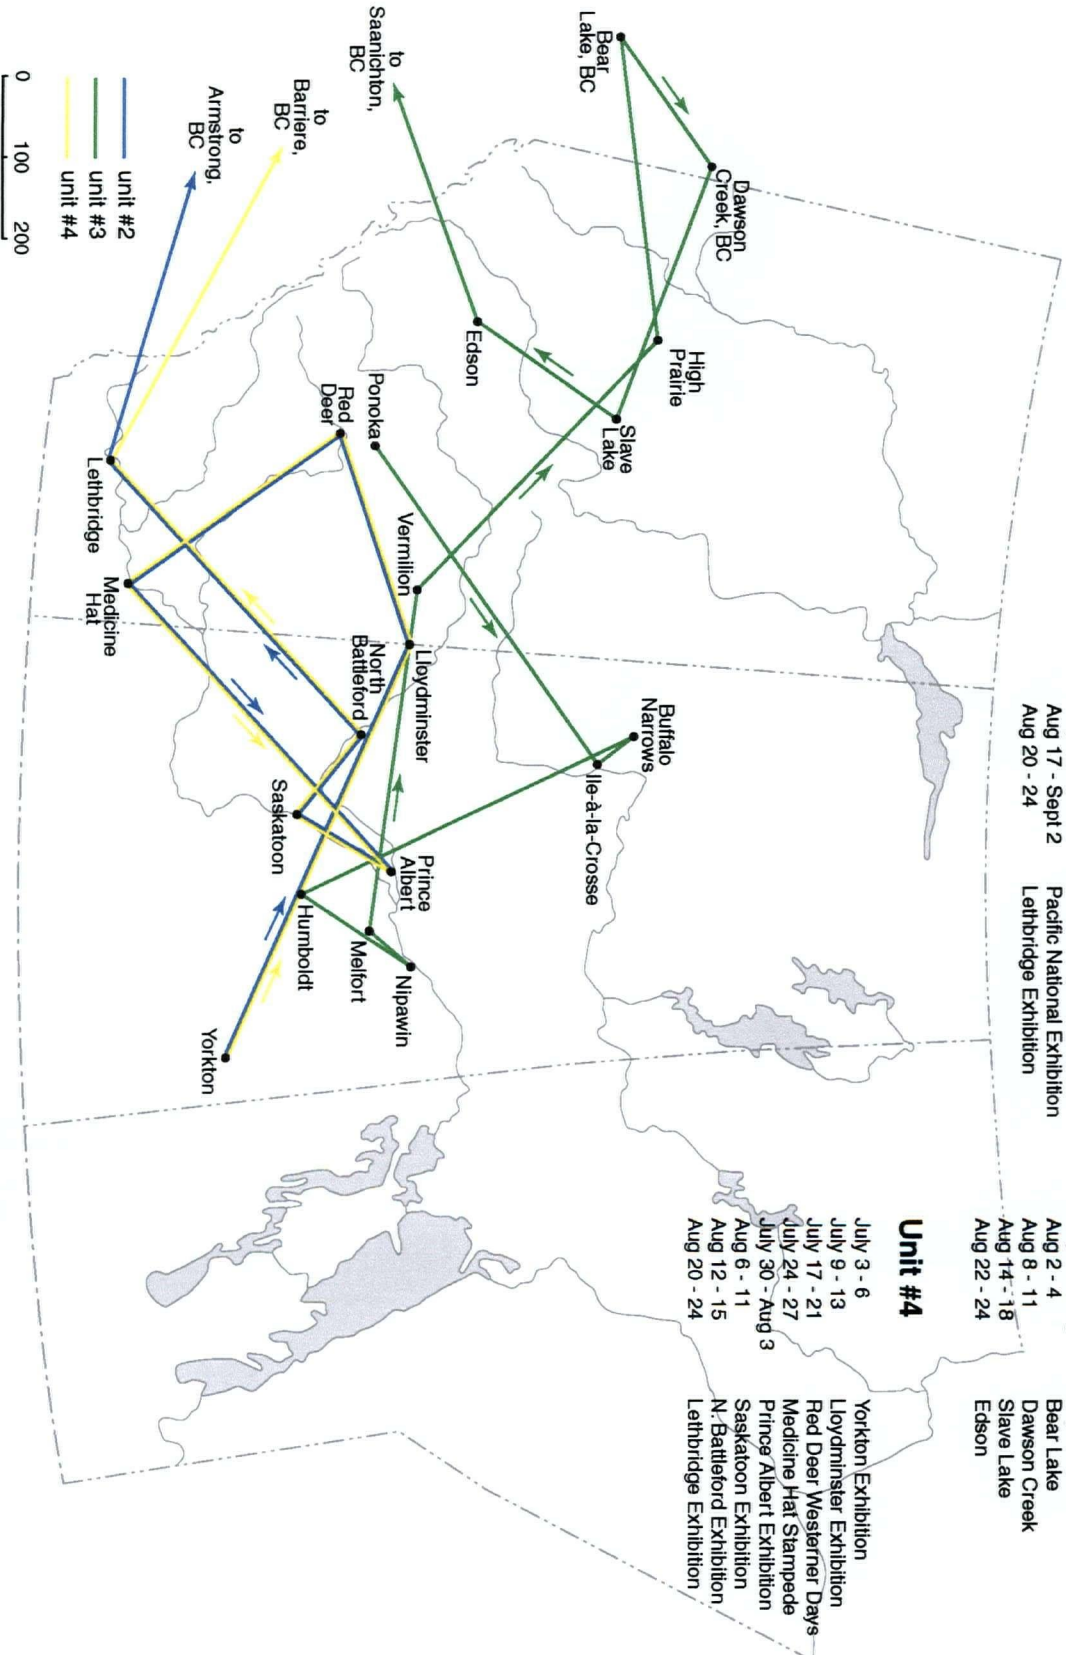 Aug 17 - Sept 2 Pacific National Exhibition
Aug 20 - 24 Lethbridge Exhibition
Aug 2 - 4 Bear Lake
Aug 8 - 11 Dawson Creek
Aug 14 - 18 Slave Lake
Aug 22 - 24 Edson
Unit #4
July 3 - 6 Yorkton Exhibition
July 9 - 13 Lloydminster Exhibition
July 17 - 21 Red Deer Westerner Days
July 24 - 27 Medicine Hat Stampede
July 30 - Aug 3 Prince Albert Exhibition
Aug 6 - 11 Saskatoon Exhibition
Aug 12 - 15 N. Battleford Exhibition
Aug 20 - 24 Lethbridge Exhibition
Dawson
Creek, BC
Bear
Lake, BC
High
Prairie
Slave
Lake
Buffalo
Narrows
Ile-à-la-Crosse
Edson
to
Saanichton,
BC
Ponoka
Red
Deer
Vermilion
Lloydminster
North
Battleford
Prince
Albert
Nipawin
Melfort
Humboldt
Saskatoon
Yorkton
to
Barriere,
BC
to
Armstrong,
BC
Lethbridge
Medicine
Hat
unit #2
unit #3
unit #4
0 100 200